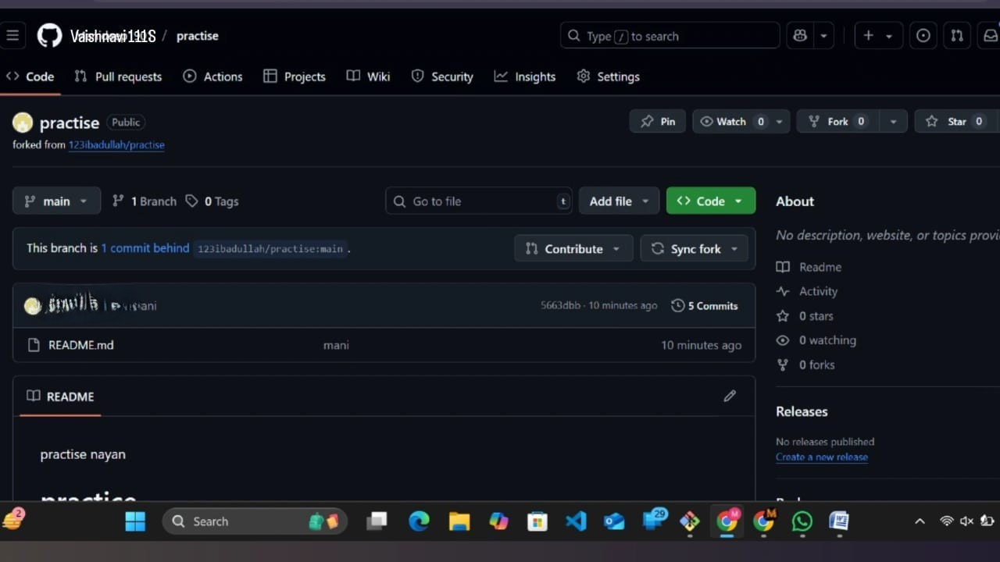 Vaishnavi111S / practise
Type / to search
Code Pull requests Actions Projects Wiki Security Insights Settings
practise Public
Pin Watch 0 Fork 0 Star 0
forked from 123ibadullah/practise
main 1 Branch 0 Tags Go to file t Add file Code
About
No description, website, or topics
This branch is 1 commit behind 123ibadullah/practise:main . Contribute Sync fork
Readme
Activity
5663dbb · 10 minutes ago 5 Commits
0 stars
README.md mani 10 minutes ago
0 watching
0 forks
README
Releases
No releases published
Create a new release
practise nayan
practice
2 Search 29 M M